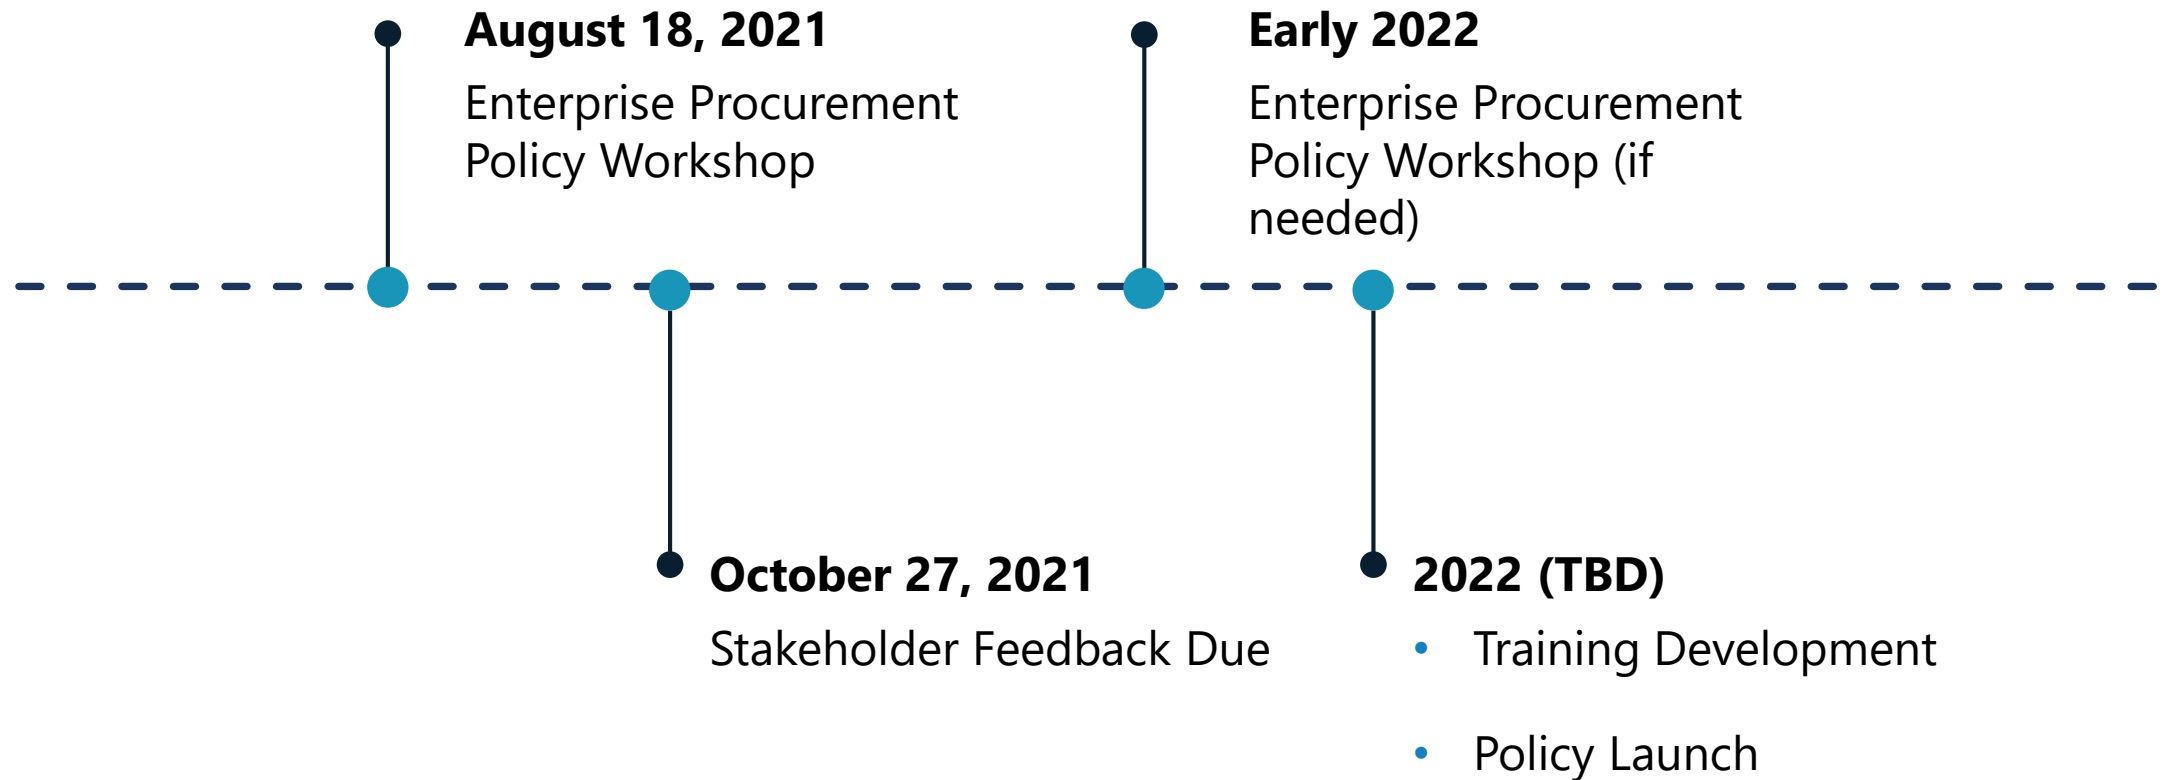 August 18, 2021
Enterprise Procurement
Policy Workshop
Early 2022
Enterprise Procurement
Policy Workshop (if
needed)
October 27, 2021
Stakeholder Feedback Due
2022 (TBD)
• Training Development
• Policy Launch